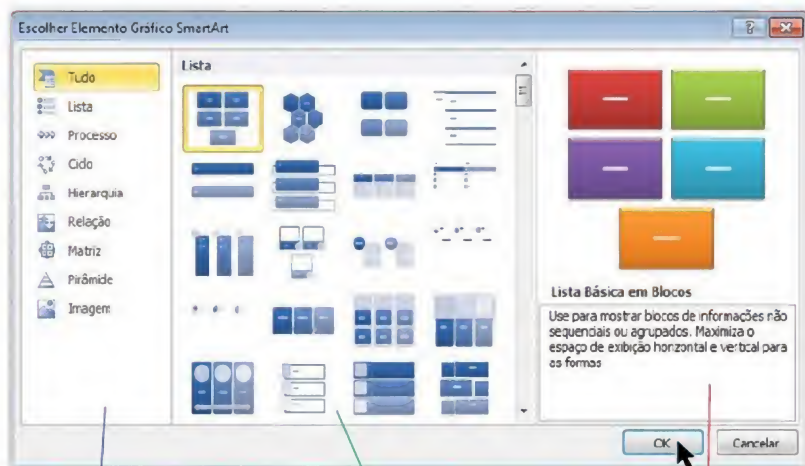 Escolher Elemento Gráfico SmartArt
Tudo
Lista
Processo
Ciclo
Hierarquia
Relação
Matriz
Pirâmide
Imagem
Lista
Lista Básica em Blocos
Use para mostrar blocos de informações não
sequenciais ou agrupados. Maximiza o
espaço de exibição horizontal e vertical para
as formas
OK
Cancelar